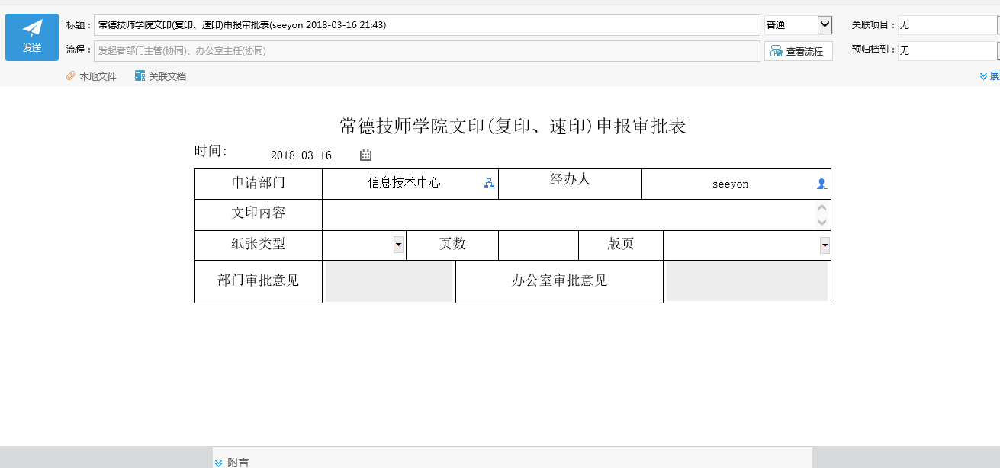 标题： 常德技师学院文印(复印、速印)申报审批表(seeyon 2018-03-16 21:43) 普通 关联项目： 无
发送
流程： 发起者部门主管(协同)、办公室主任(协同) 查看流程 预归档到： 无
本地文件 关联文档
常德技师学院文印(复印、速印)申报审批表
时间: 2018-03-16
申请部门 信息技术中心 经办人 seeyon
文印内容
纸张类型 页数 版页
部门审批意见 办公室审批意见
附言